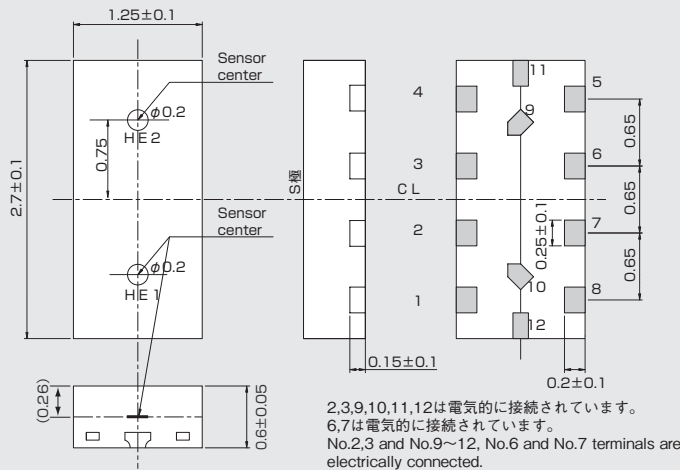 1.25±0.1
Sensor
center
φ0.2
HE2
0.75
2.7±0.1
Sensor
center
φ0.2
HE1
(0.26)
0.6±0.05
S極
CL
4
3
2
1
0.15±0.1
11
9
10
12
5
6
7
8
0.65
0.65
0.65
0.25±0.1
0.2±0.1
2,3,9,10,11,12は電気的に接続されています。
6,7は電気的に接続されています。
No.2,3 and No.9～12, No.6 and No.7 terminals are
electrically connected.